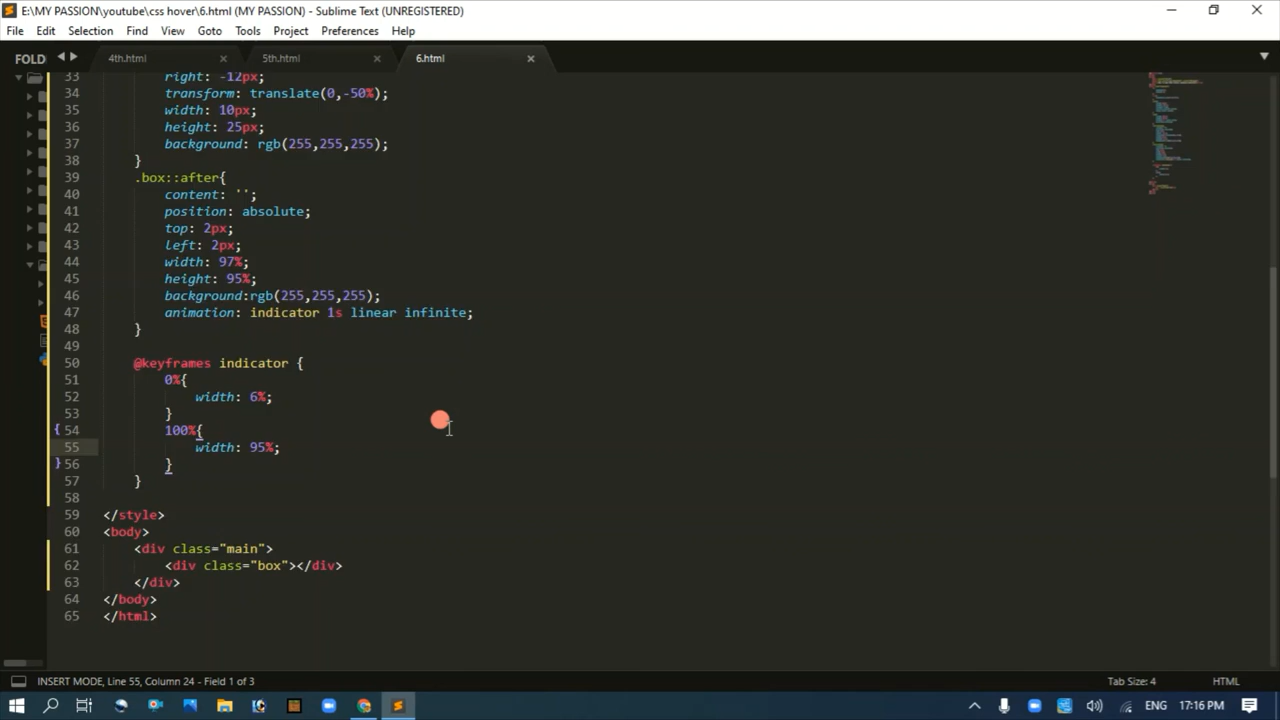 E:\MY PASSION\youtube\css hover\6.html (MY PASSION) - Sublime Text (UNREGISTERED)
File Edit Selection Find View Goto Tools Project Preferences Help
FOLD 4th.html 5th.html 6.html
33 right: -12px;
34 transform: translate(0,-50%);
35 width: 10px;
36 height: 25px;
37 background: rgb(255,255,255);
38 }
39 .box::after{
40 content: '';
41 position: absolute;
42 top: 2px;
43 left: 2px;
44 width: 97%;
45 height: 95%;
46 background:rgb(255,255,255);
47 animation: indicator 1s linear infinite;
48 }
49
50 @keyframes indicator {
51 0%{
52 width: 6%;
53 }
54 100%{
55 width: 95%;
56 }
57 }
58
59 </style>
60 <body>
61 <div class="main">
62 <div class="box"></div>
63 </div>
64 </body>
65 </html>
INSERT MODE, Line 55, Column 24 - Field 1 of 3 Tab Size: 4 HTML
ENG 17:16 PM